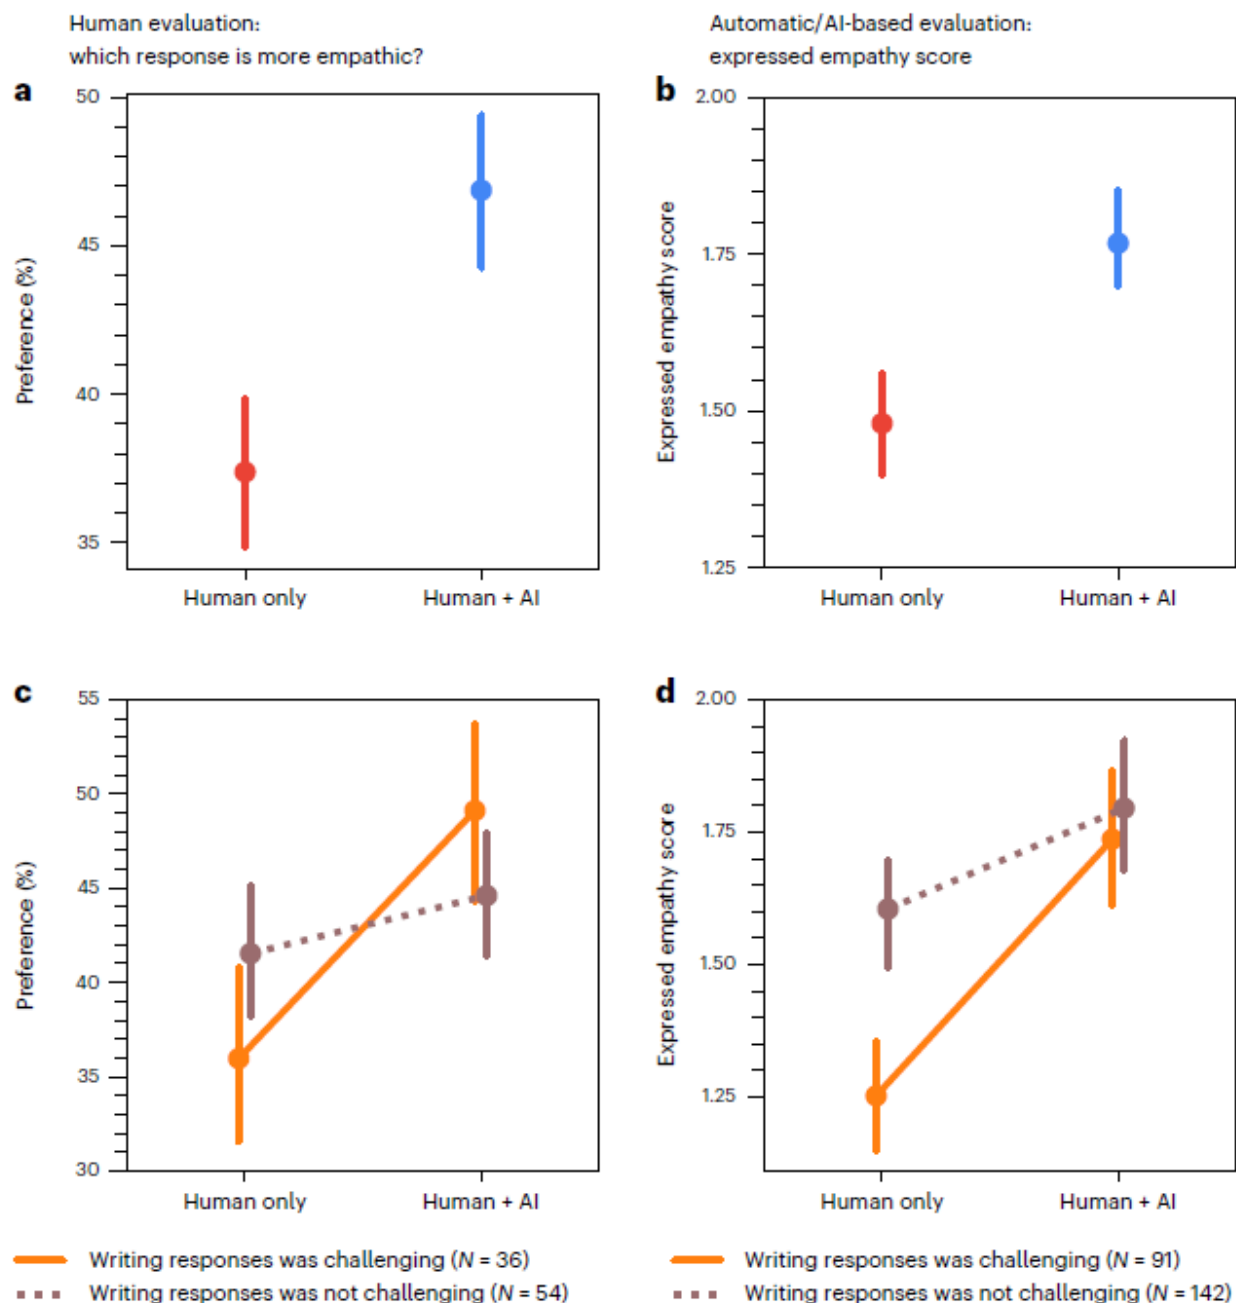 Human evaluation:
which response is more empathic?
Automatic/AI-based evaluation:
expressed empathy score
a
50
45
40
35
Preference (%)
Human only
Human + AI
b
2.00
1.75
1.50
1.25
Expressed empathy score
Human only
Human + AI
c
55
50
45
40
35
30
Preference (%)
Human only
Human + AI
Writing responses was challenging (N = 36)
Writing responses was not challenging (N = 54)
d
2.00
1.75
1.50
1.25
Expressed empathy score
Human only
Human + AI
Writing responses was challenging (N = 91)
Writing responses was not challenging (N = 142)